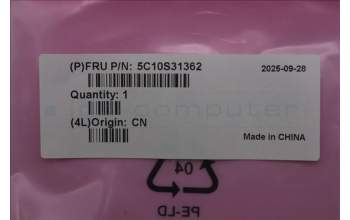 (P)FRU P/N: 5C10S31362
2025-09-28
Quantity: 1
(4L)Origin: CN
Made in CHINA
04
PE-LD